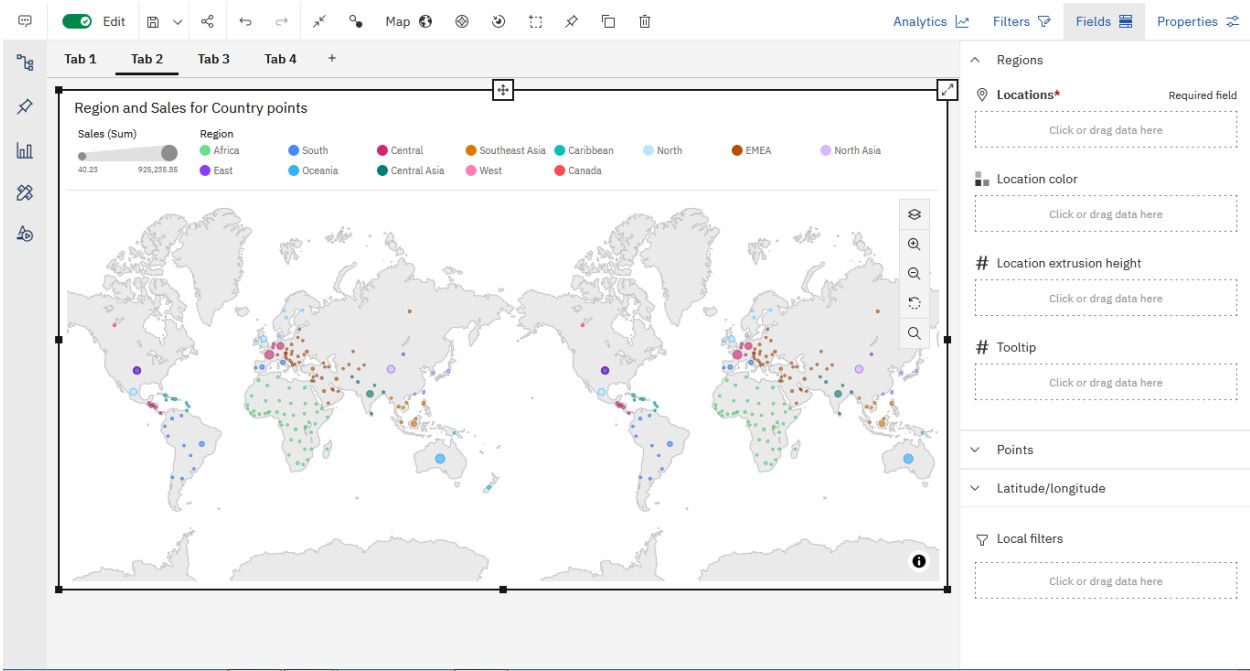 Edit
Map
Analytics
Filters
Fields
Properties
Tab 1
Tab 2
Tab 3
Tab 4
+
Region and Sales for Country points
Sales (Sum)
40.23
925,235.85
Region
Africa
South
Central
Southeast Asia
Caribbean
North
EMEA
North Asia
East
Oceania
Central Asia
West
Canada
Regions
Locations*
Required field
Click or drag data here
Location color
Click or drag data here
# Location extrusion height
Click or drag data here
# Tooltip
Click or drag data here
Points
Latitude/longitude
Local filters
Click or drag data here